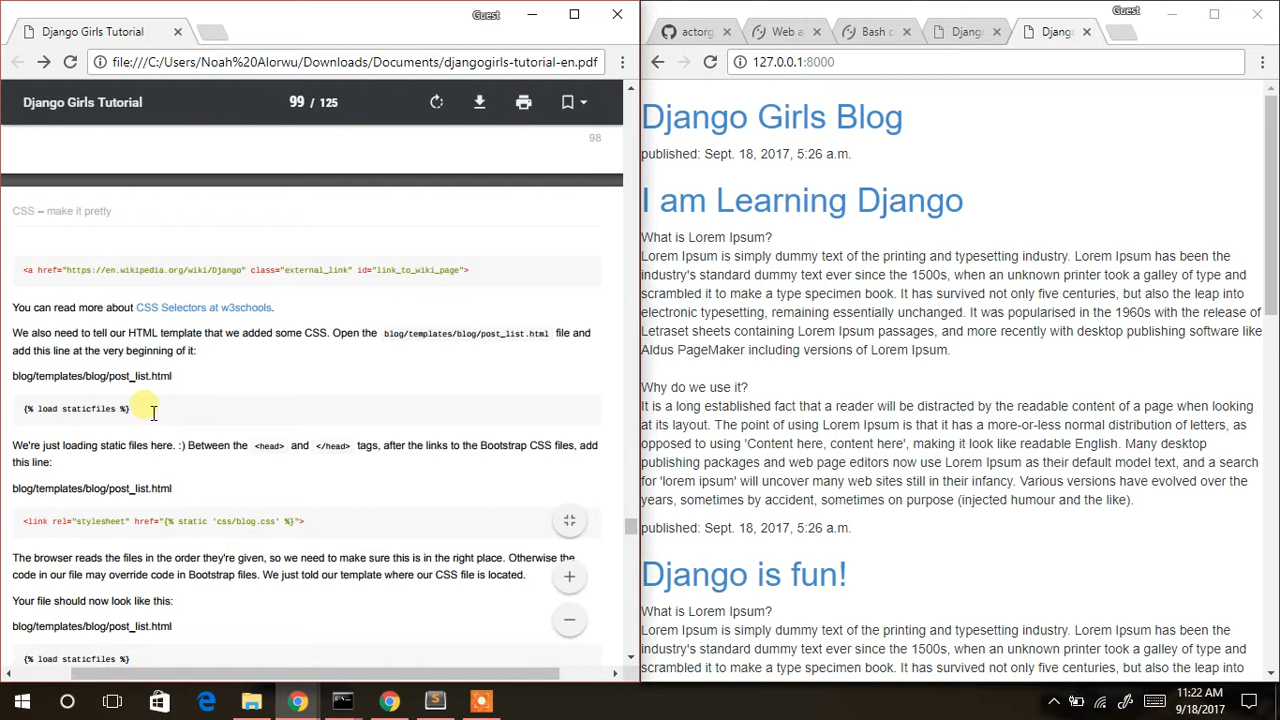 Guest
Django Girls Tutorial
file:///C:/Users/Noah%20Alorwu/Downloads/Documents/djangogirls-tutorial-en.pdf
Django Girls Tutorial
99 / 125
98
CSS – make it pretty
<a href="https://en.wikipedia.org/wiki/Django" class="external_link" id="link_to_wiki_page">
You can read more about CSS Selectors at w3schools.
We also need to tell our HTML template that we added some CSS. Open the blog/templates/blog/post_list.html file and
add this line at the very beginning of it:
blog/templates/blog/post_list.html
{% load staticfiles %}
We're just loading static files here. :) Between the <head> and </head> tags, after the links to the Bootstrap CSS files, add
this line:
blog/templates/blog/post_list.html
<link rel="stylesheet" href="{% static 'css/blog.css' %}">
The browser reads the files in the order they're given, so we need to make sure this is in the right place. Otherwise the
code in our file may override code in Bootstrap files. We just told our template where our CSS file is located.
Your file should now look like this:
blog/templates/blog/post_list.html
{% load staticfiles %}
Guest
actorg
Web a
Bash c
Djang
Djang
127.0.0.1:8000
Django Girls Blog
published: Sept. 18, 2017, 5:26 a.m.
I am Learning Django
What is Lorem Ipsum?
Lorem Ipsum is simply dummy text of the printing and typesetting industry. Lorem Ipsum has been the
industry's standard dummy text ever since the 1500s, when an unknown printer took a galley of type and
scrambled it to make a type specimen book. It has survived not only five centuries, but also the leap into
electronic typesetting, remaining essentially unchanged. It was popularised in the 1960s with the release of
Letraset sheets containing Lorem Ipsum passages, and more recently with desktop publishing software like
Aldus PageMaker including versions of Lorem Ipsum.
Why do we use it?
It is a long established fact that a reader will be distracted by the readable content of a page when looking
at its layout. The point of using Lorem Ipsum is that it has a more-or-less normal distribution of letters, as
opposed to using 'Content here, content here', making it look like readable English. Many desktop
publishing packages and web page editors now use Lorem Ipsum as their default model text, and a search
for 'lorem ipsum' will uncover many web sites still in their infancy. Various versions have evolved over the
years, sometimes by accident, sometimes on purpose (injected humour and the like).
published: Sept. 18, 2017, 5:26 a.m.
Django is fun!
What is Lorem Ipsum?
Lorem Ipsum is simply dummy text of the printing and typesetting industry. Lorem Ipsum has been the
industry's standard dummy text ever since the 1500s, when an unknown printer took a galley of type and
scrambled it to make a type specimen book. It has survived not only five centuries, but also the leap into
11:22 AM
9/18/2017